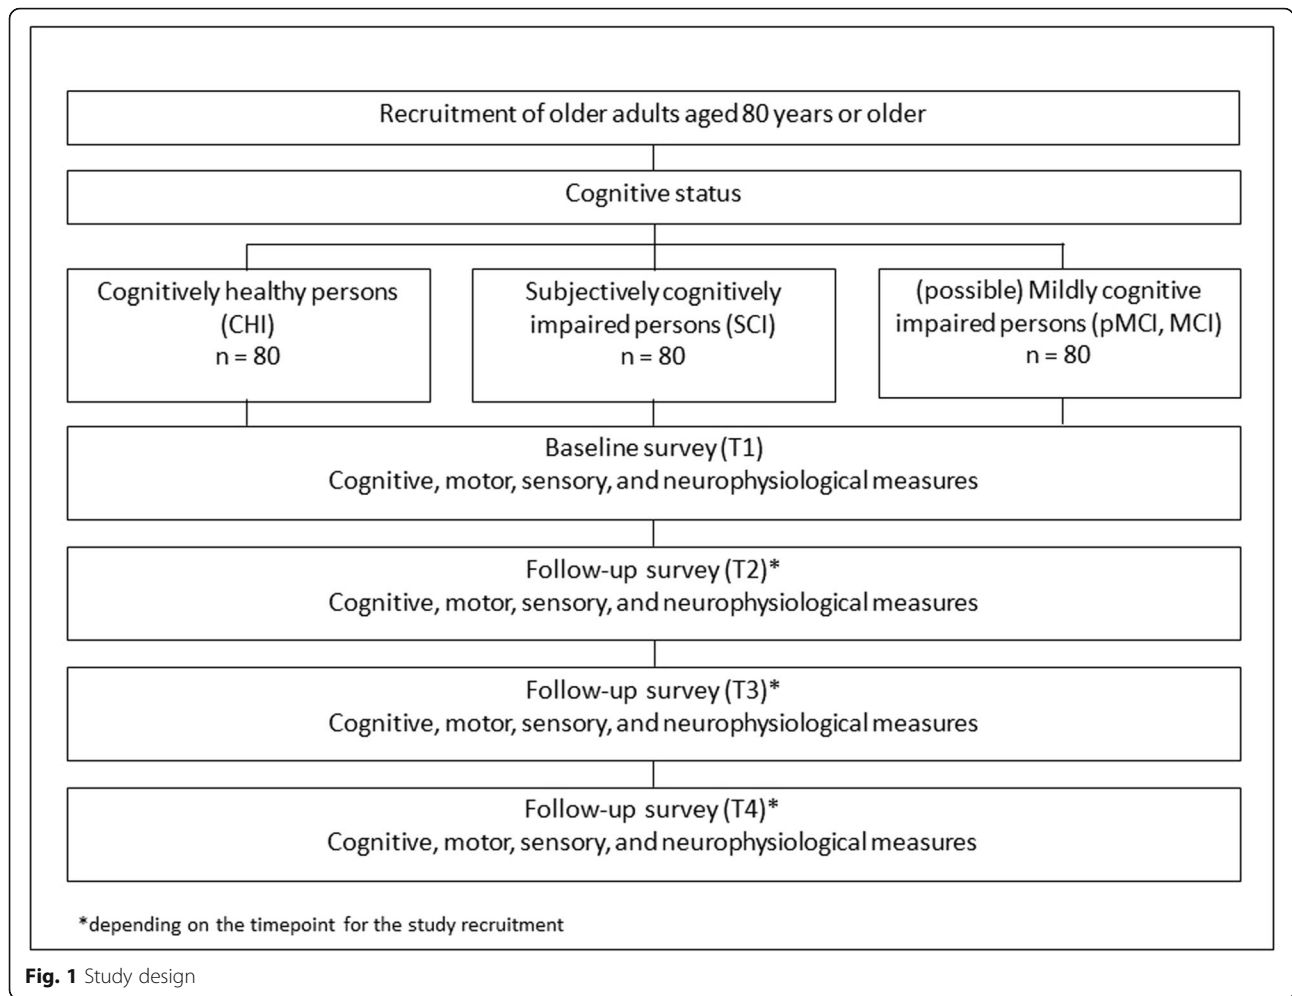 Recruitment of older adults aged 80 years or older
Cognitive status
Cognitively healthy persons
(CHI)
n = 80
Subjectively cognitively
impaired persons (SCI)
n = 80
(possible) Mildly cognitive
impaired persons (pMCI, MCI)
n = 80
Baseline survey (T1)
Cognitive, motor, sensory, and neurophysiological measures
Follow-up survey (T2)*
Cognitive, motor, sensory, and neurophysiological measures
Follow-up survey (T3)*
Cognitive, motor, sensory, and neurophysiological measures
Follow-up survey (T4)*
Cognitive, motor, sensory, and neurophysiological measures
*depending on the timepoint for the study recruitment
Fig. 1 Study design